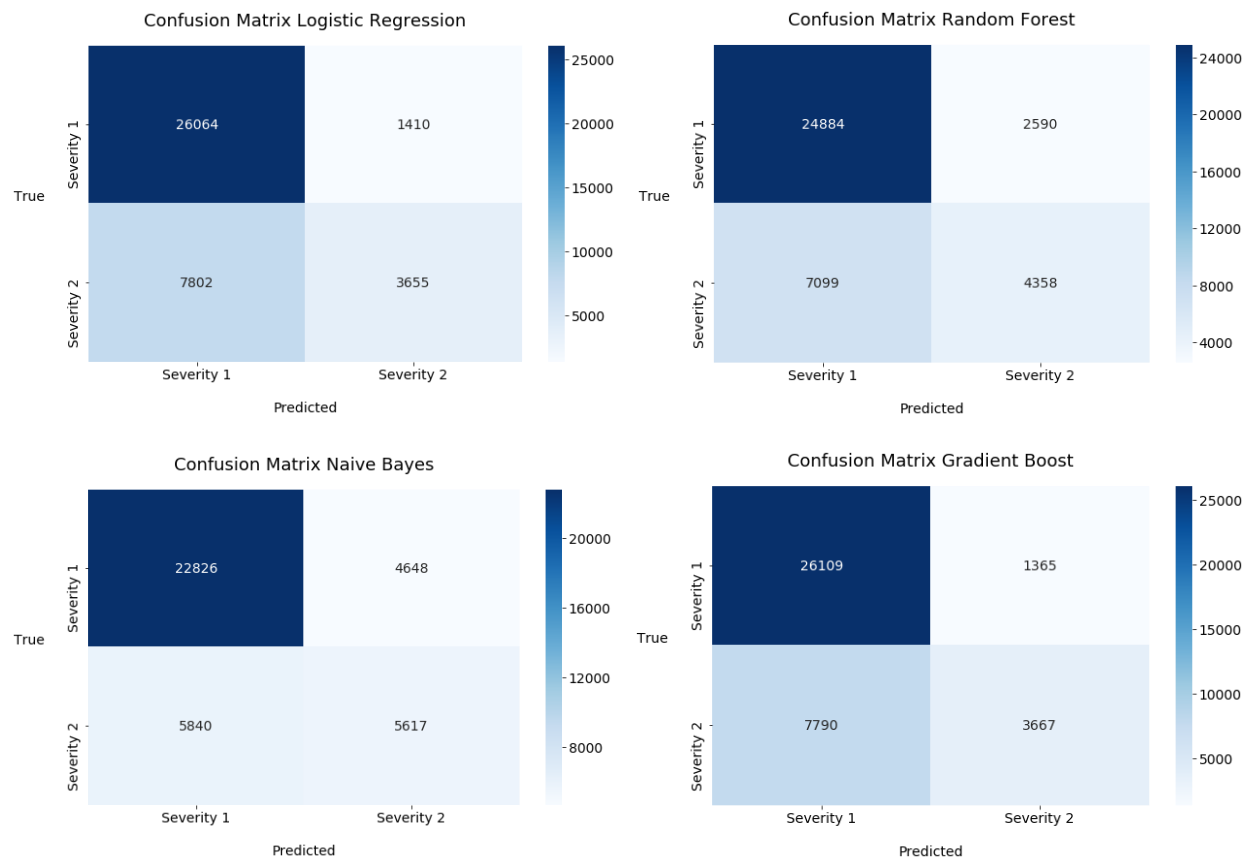 Confusion Matrix Logistic Regression
26064
1410
7802
3655
Severity 1
Severity 2
True
Severity 1
Severity 2
Predicted
25000
20000
15000
10000
5000
Confusion Matrix Random Forest
24884
2590
7099
4358
Severity 1
Severity 2
True
Severity 1
Severity 2
Predicted
24000
20000
16000
12000
8000
4000
Confusion Matrix Naive Bayes
22826
4648
5840
5617
Severity 1
Severity 2
True
Severity 1
Severity 2
Predicted
20000
16000
12000
8000
Confusion Matrix Gradient Boost
26109
1365
7790
3667
Severity 1
Severity 2
True
Severity 1
Severity 2
Predicted
25000
20000
15000
10000
5000